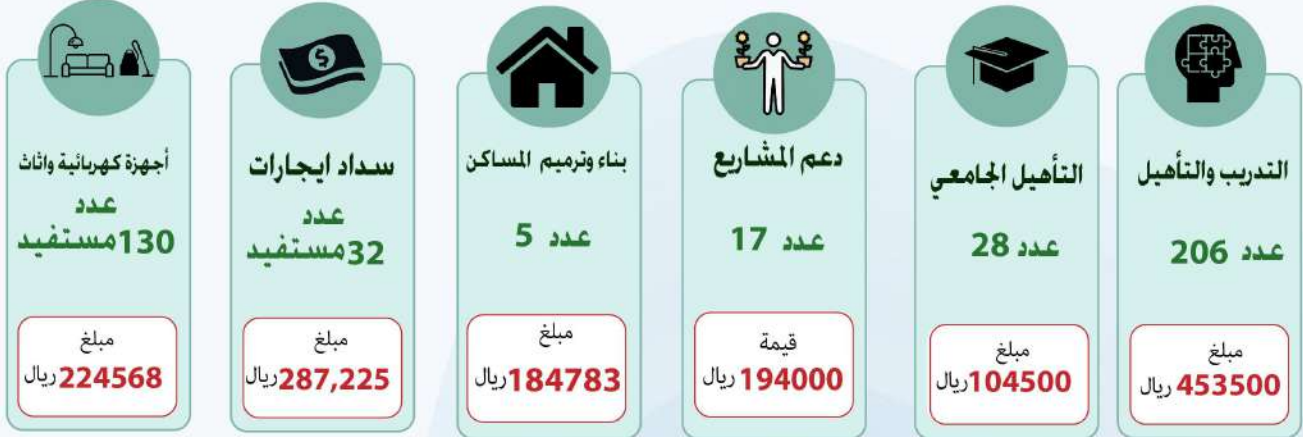 التدريب والتأهيل
عدد 206
مبلغ
453500 ريال
التأهيل الجامعي
عدد 28
مبلغ
104500ريال
دعم المشاريع
عدد 17
قيمة
194000 ريال
بناء وترميم المساكن
عدد 5
مبلغ
184783ريال
سداد ايجارات
عدد
32مستفيد
مبلغ
287,225ريال
أجهزة كهربائية واثاث
عدد
130مستفيد
مبلغ
224568ريال